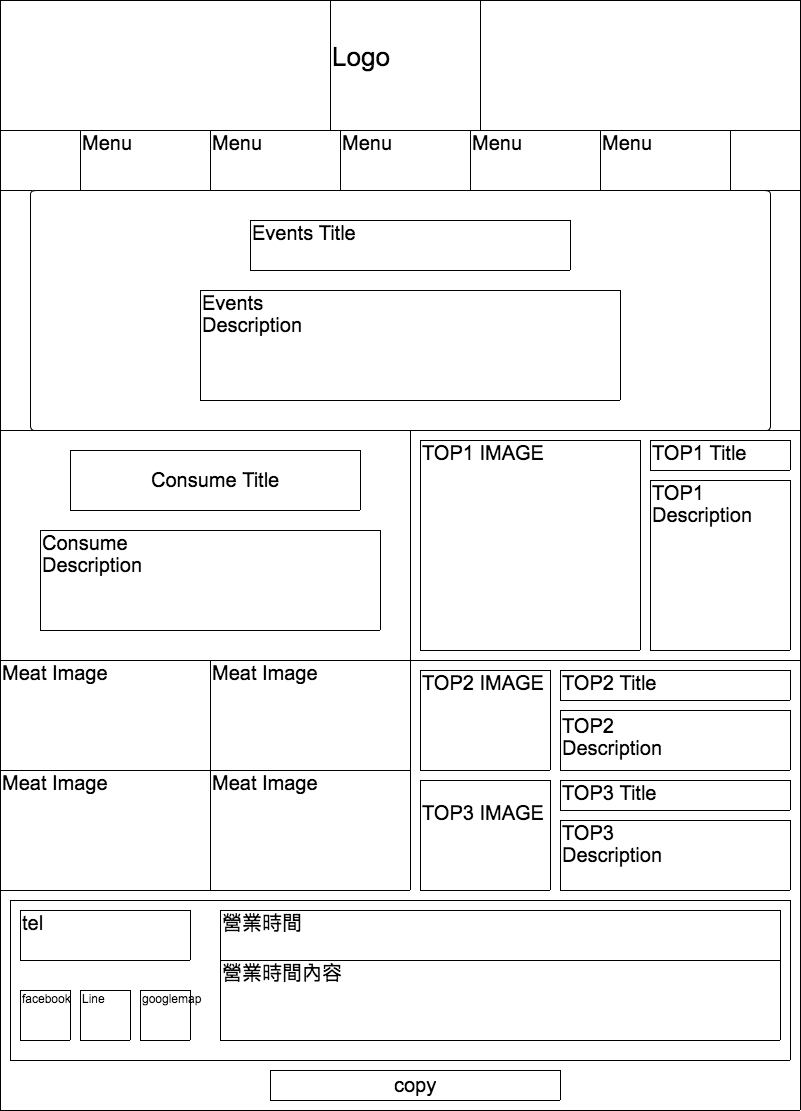 Logo
Menu
Menu
Menu
Menu
Menu
Events Title
Events
Description
Consume Title
Consume
Description
TOP1 IMAGE
TOP1 Title
TOP1
Description
Meat Image
Meat Image
Meat Image
Meat Image
TOP2 IMAGE
TOP2 Title
TOP2
Description
TOP3 IMAGE
TOP3 Title
TOP3
Description
tel
facebook
Line
googlemap
營業時間
營業時間內容
copy